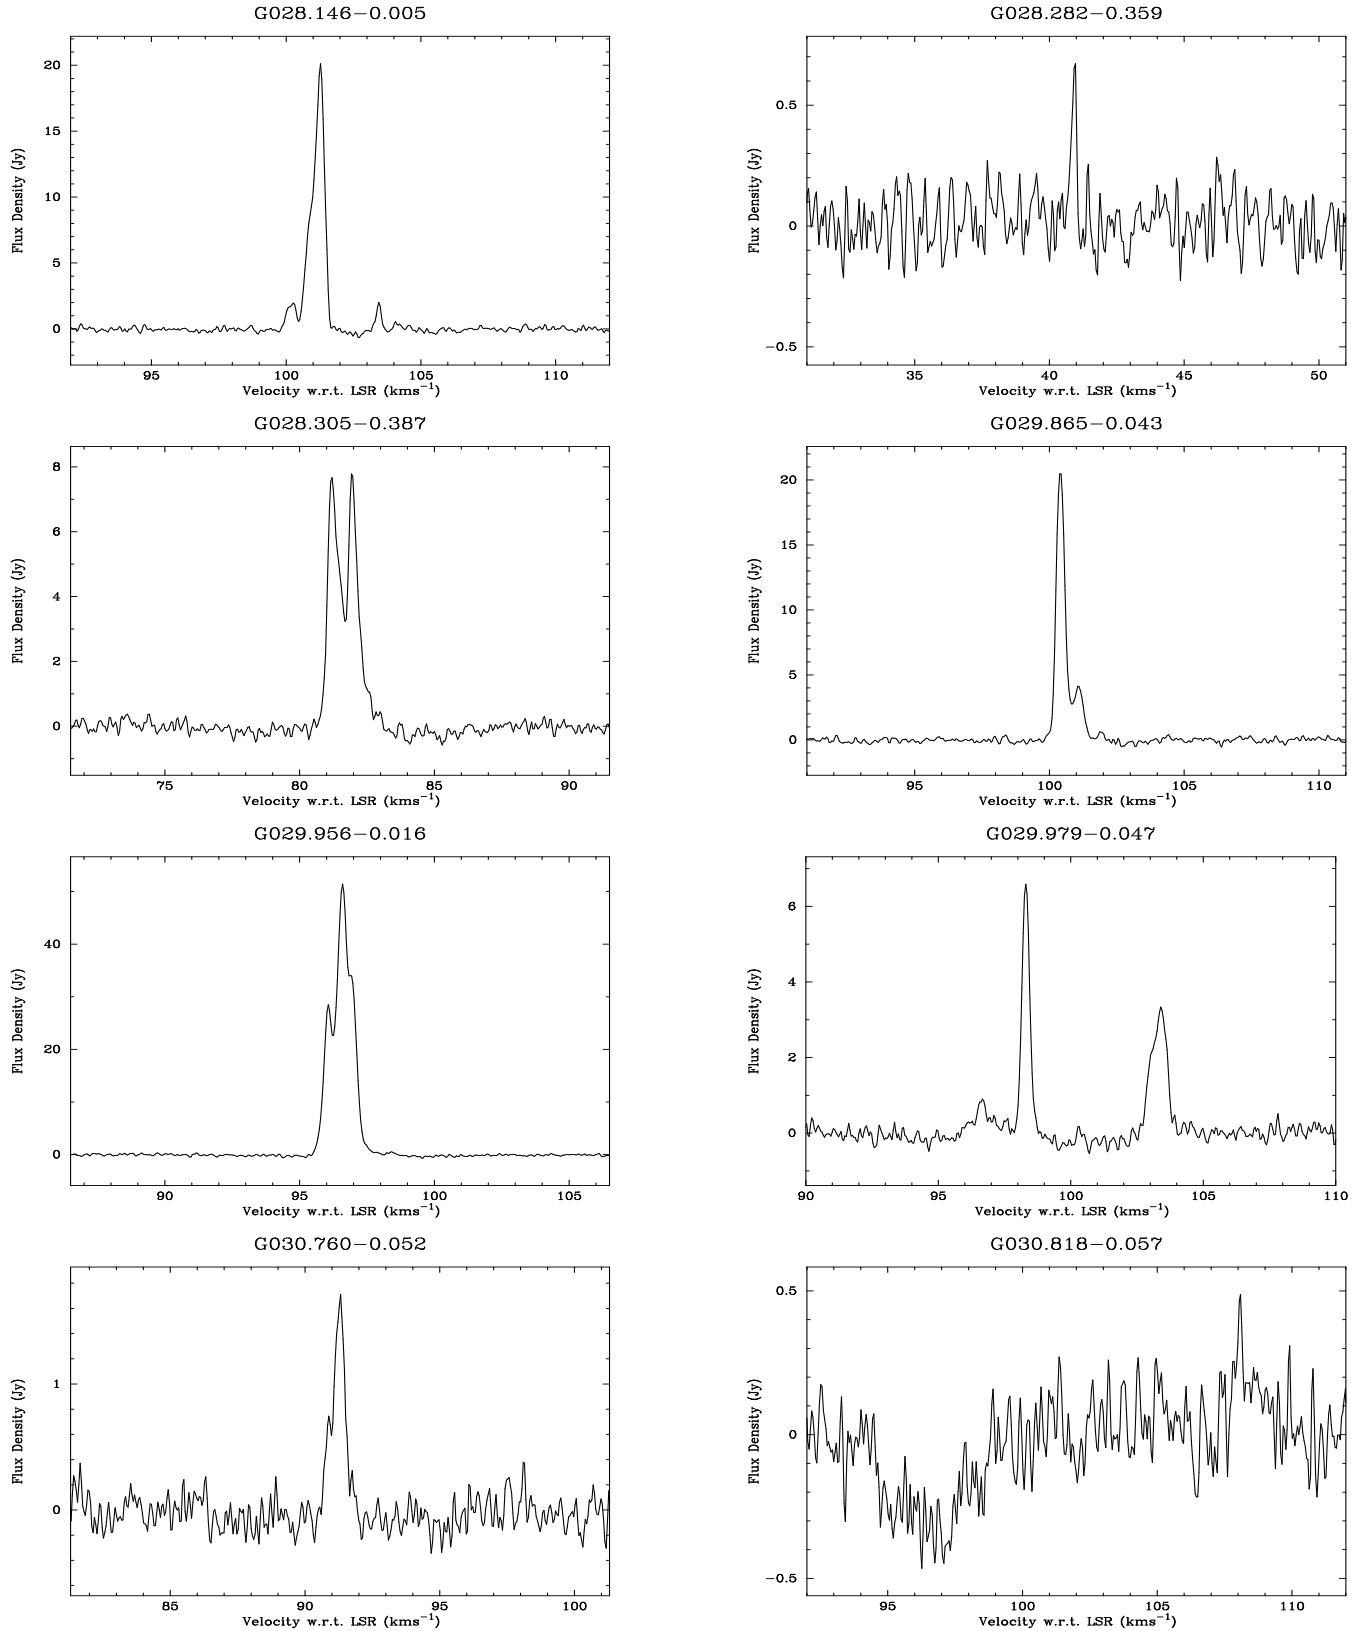 G028.146−0.005
G028.282−0.359
20
15
10
5
0
Flux Density (Jy)
95 100 105 110
Velocity w.r.t. LSR (kms⁻¹)
0.5
0
−0.5
Flux Density (Jy)
35 40 45 50
Velocity w.r.t. LSR (kms⁻¹)
G028.305−0.387
G029.865−0.043
8
6
4
2
0
Flux Density (Jy)
75 80 85 90
Velocity w.r.t. LSR (kms⁻¹)
20
15
10
5
0
Flux Density (Jy)
95 100 105 110
Velocity w.r.t. LSR (kms⁻¹)
G029.956−0.016
G029.979−0.047
40
20
0
Flux Density (Jy)
90 95 100 105
Velocity w.r.t. LSR (kms⁻¹)
6
4
2
0
Flux Density (Jy)
90 95 100 105 110
Velocity w.r.t. LSR (kms⁻¹)
G030.760−0.052
G030.818−0.057
1
0
Flux Density (Jy)
85 90 95 100
Velocity w.r.t. LSR (kms⁻¹)
0.5
0
−0.5
Flux Density (Jy)
95 100 105 110
Velocity w.r.t. LSR (kms⁻¹)